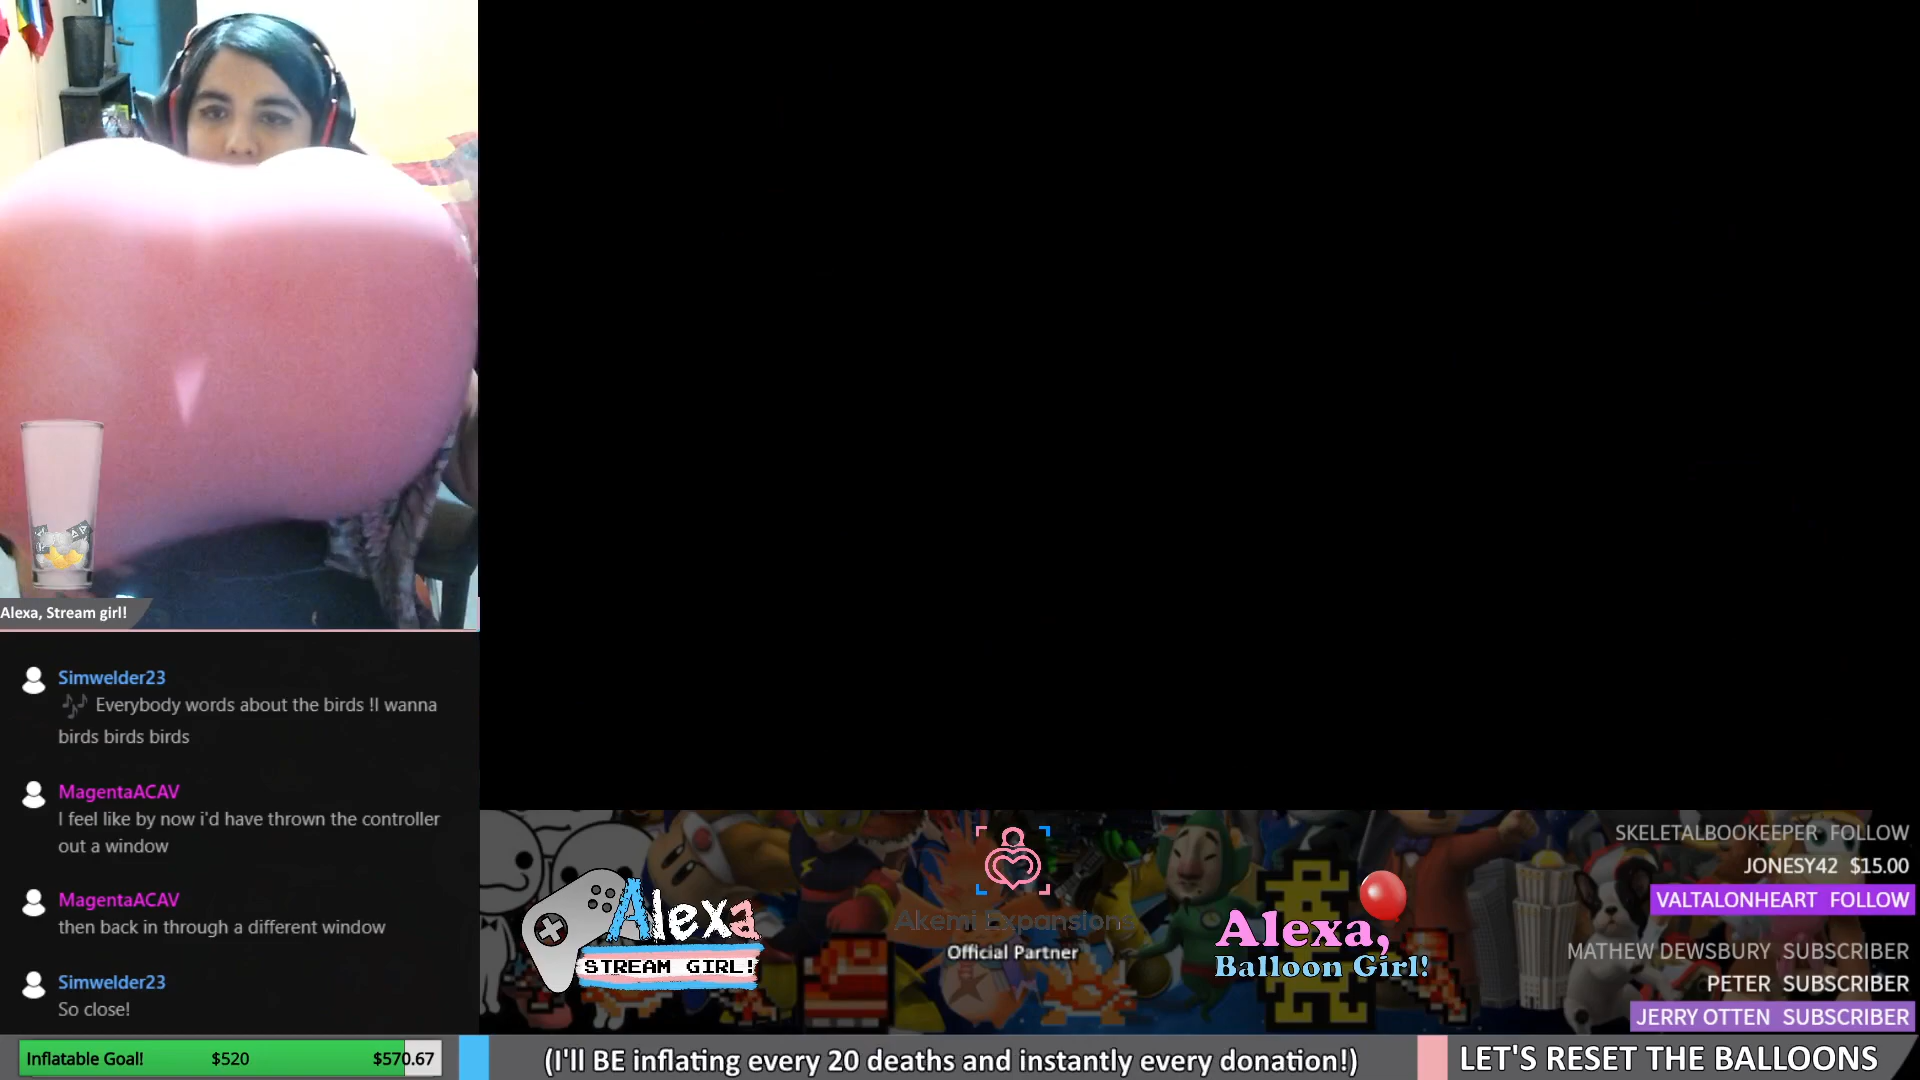 Alexa, Stream girl!
Simwelder23
🎶 Everybody words about the birds !I wanna
birds birds birds
MagentaACAV
I feel like by now i'd have thrown the controller
out a window
MagentaACAV
then back in through a different window
Simwelder23
So close!
Inflatable Goal! $520 $570.67
Alexa
STREAM GIRL!
Akemi Expansions
Official Partner
Alexa,
Balloon Girl!
SKELETALBOOKEEPER FOLLOW
JONESY42 $15.00
VALTALONHEART FOLLOW
MATHEW DEWSBURY SUBSCRIBER
PETER SUBSCRIBER
JERRY OTTEN SUBSCRIBER
(I'll BE inflating every 20 deaths and instantly every donation!)
LET'S RESET THE BALLOONS